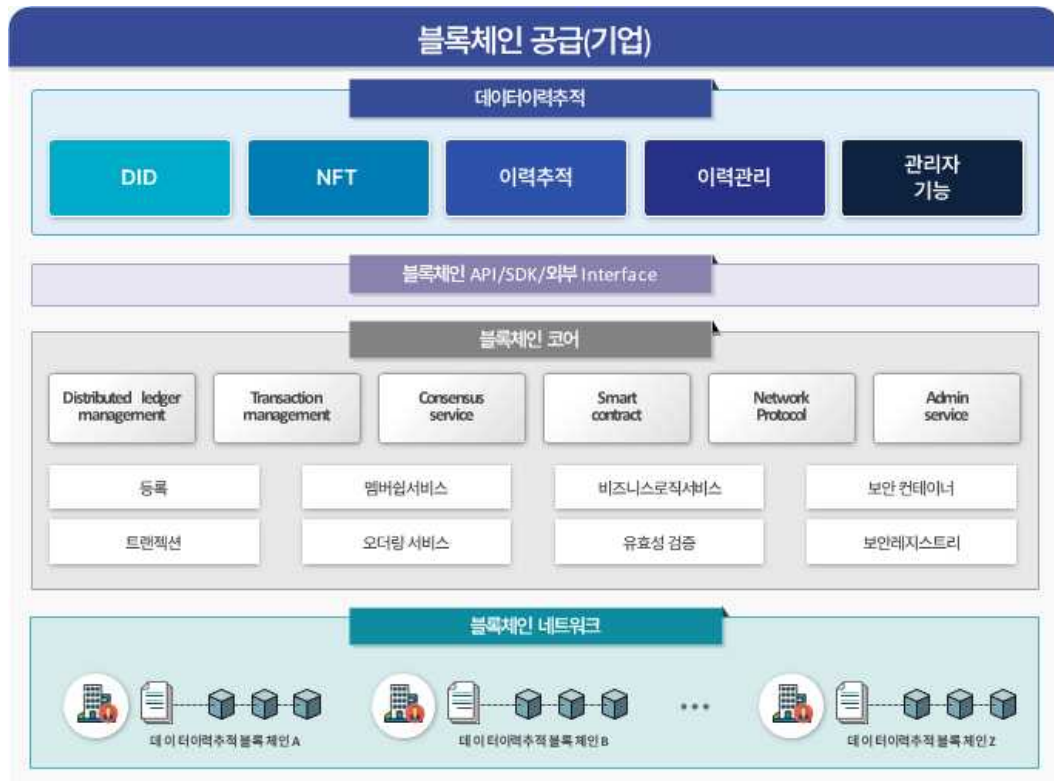 블록체인 공급(기업)
데이터이력추적
DID
NFT
이력추적
이력관리
관리자
기능
블록체인 API/SDK/외부 Interface
블록체인 코어
Distributed ledger
management
Transaction
management
Consensus
service
Smart
contract
Network
Protocol
Admin
service
등록
멤버쉽서비스
비즈니스로직서비스
보안 컨테이너
트랜젝션
오더링 서비스
유효성 검증
보안레지스트리
블록체인 네트워크
...
데이터이력추적블록체인A
데이터이력추적블록체인B
데이터이력추적블록체인Z